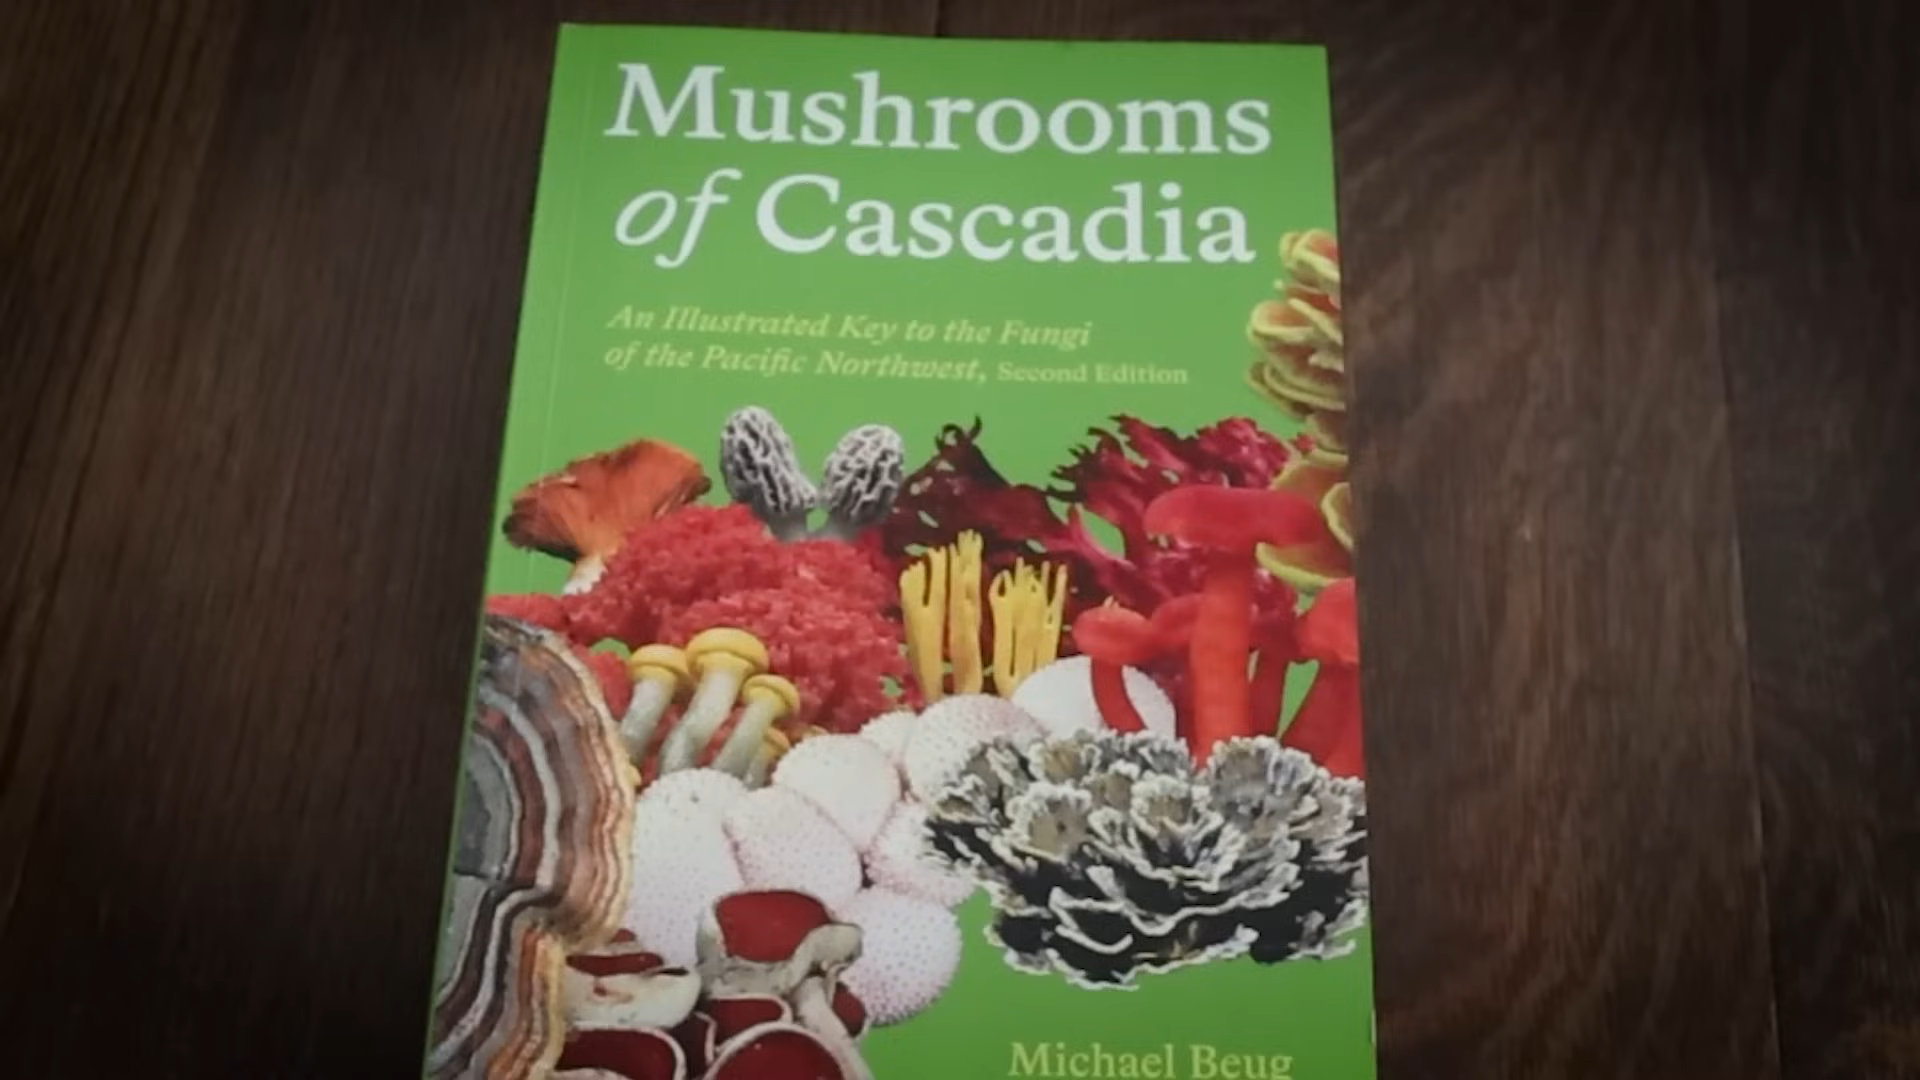 Mushrooms
of Cascadia
An Illustrated Key to the Fungi
of the Pacific Northwest, Second Edition
Michael Beug